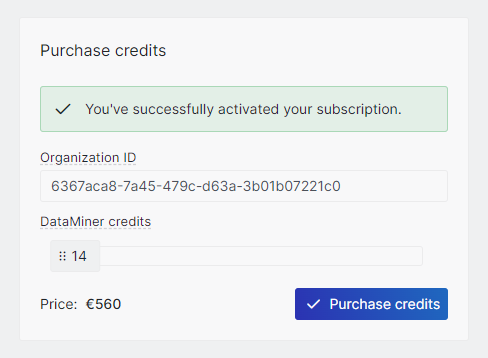 Purchase credits
You've successfully activated your subscription.
Organization ID
6367aca8-7a45-479c-d63a-3b01b07221c0
DataMiner credits
14
Price: €560
Purchase credits